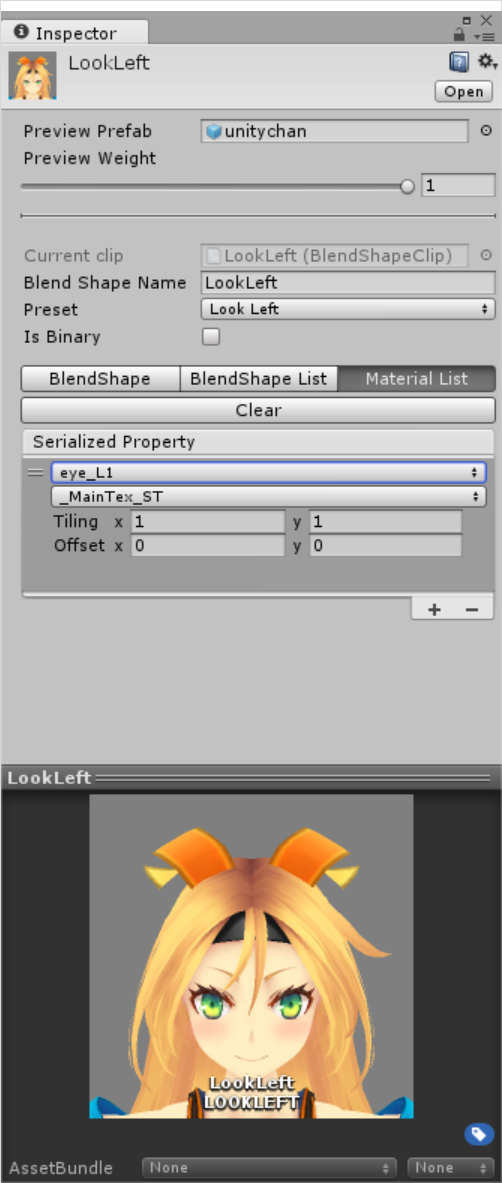 Inspector
LookLeft
Open
Preview Prefab unitychan
Preview Weight
1
Current clip LookLeft (BlendShapeClip)
Blend Shape Name LookLeft
Preset Look Left
Is Binary
BlendShape BlendShape List Material List
Clear
Serialized Property
eye_L1
_MainTex_ST
Tiling x 1 y 1
Offset x 0 y 0
+ −
LookLeft
LookLeft
LOOKLEFT
AssetBundle None None